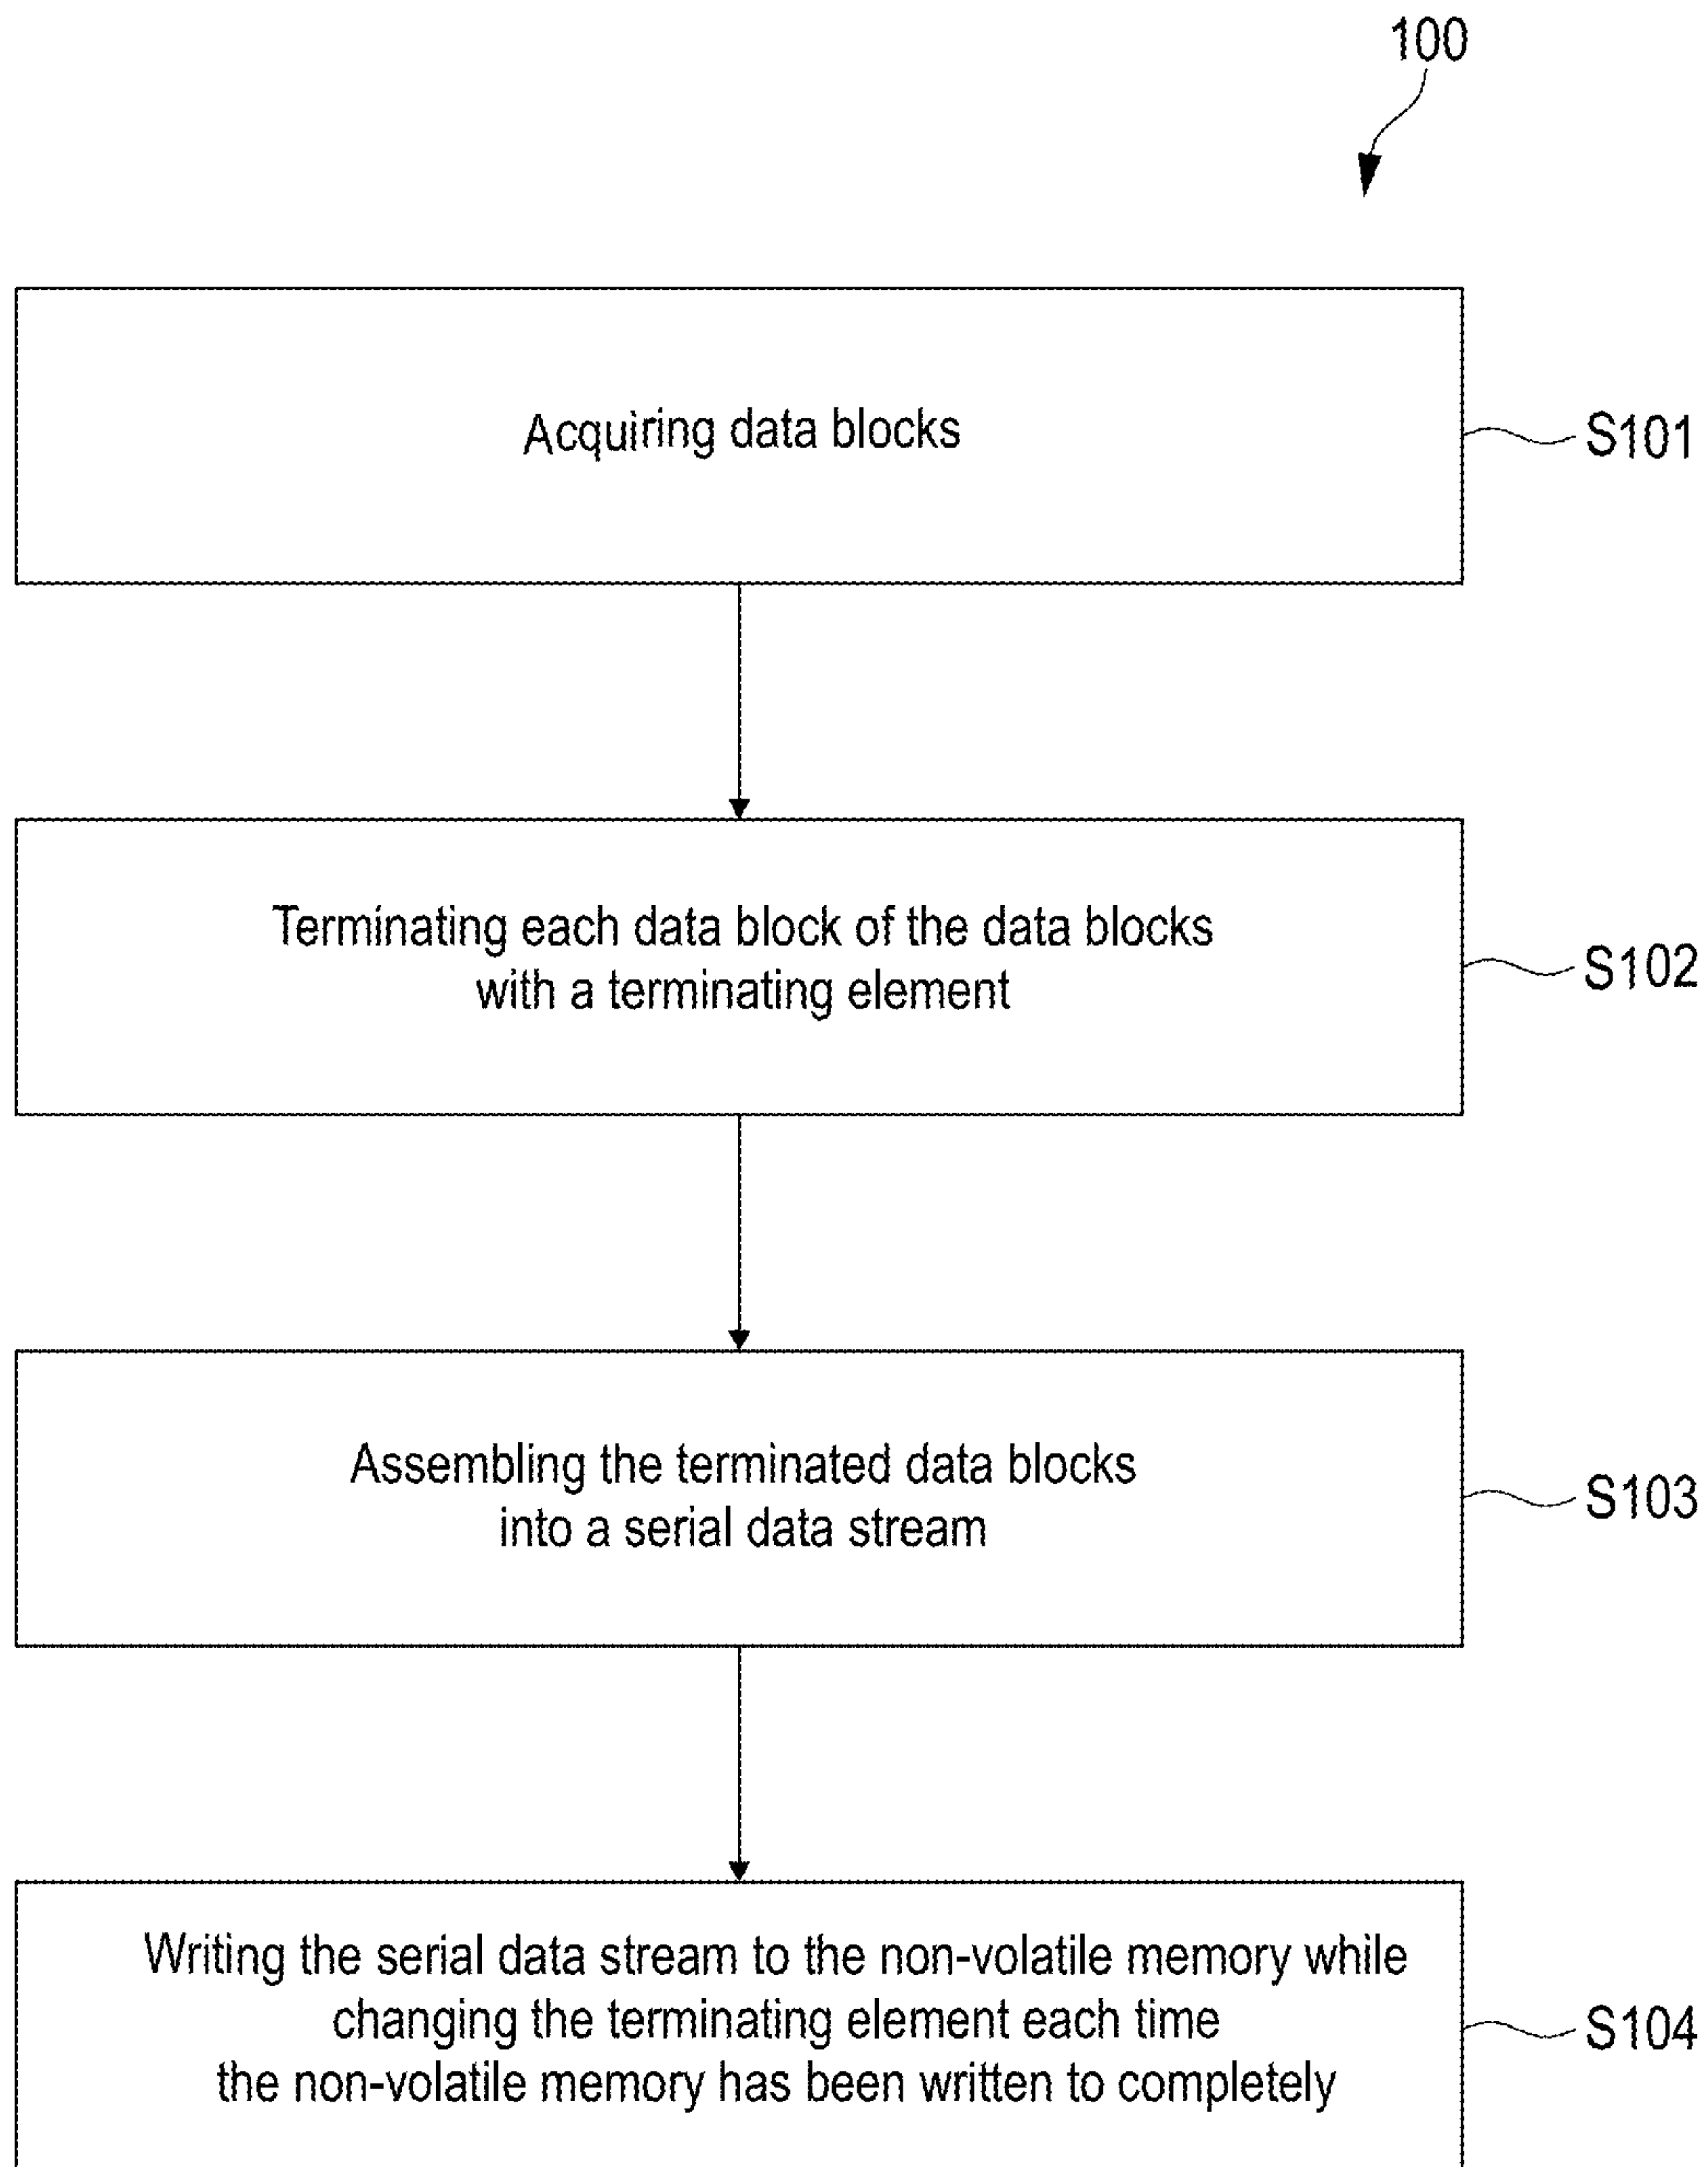 100
Acquiring data blocks
S101
Terminating each data block of the data blocks
with a terminating element
S102
Assembling the terminated data blocks
into a serial data stream
S103
Writing the serial data stream to the non-volatile memory while
changing the terminating element each time
the non-volatile memory has been written to completely
S104